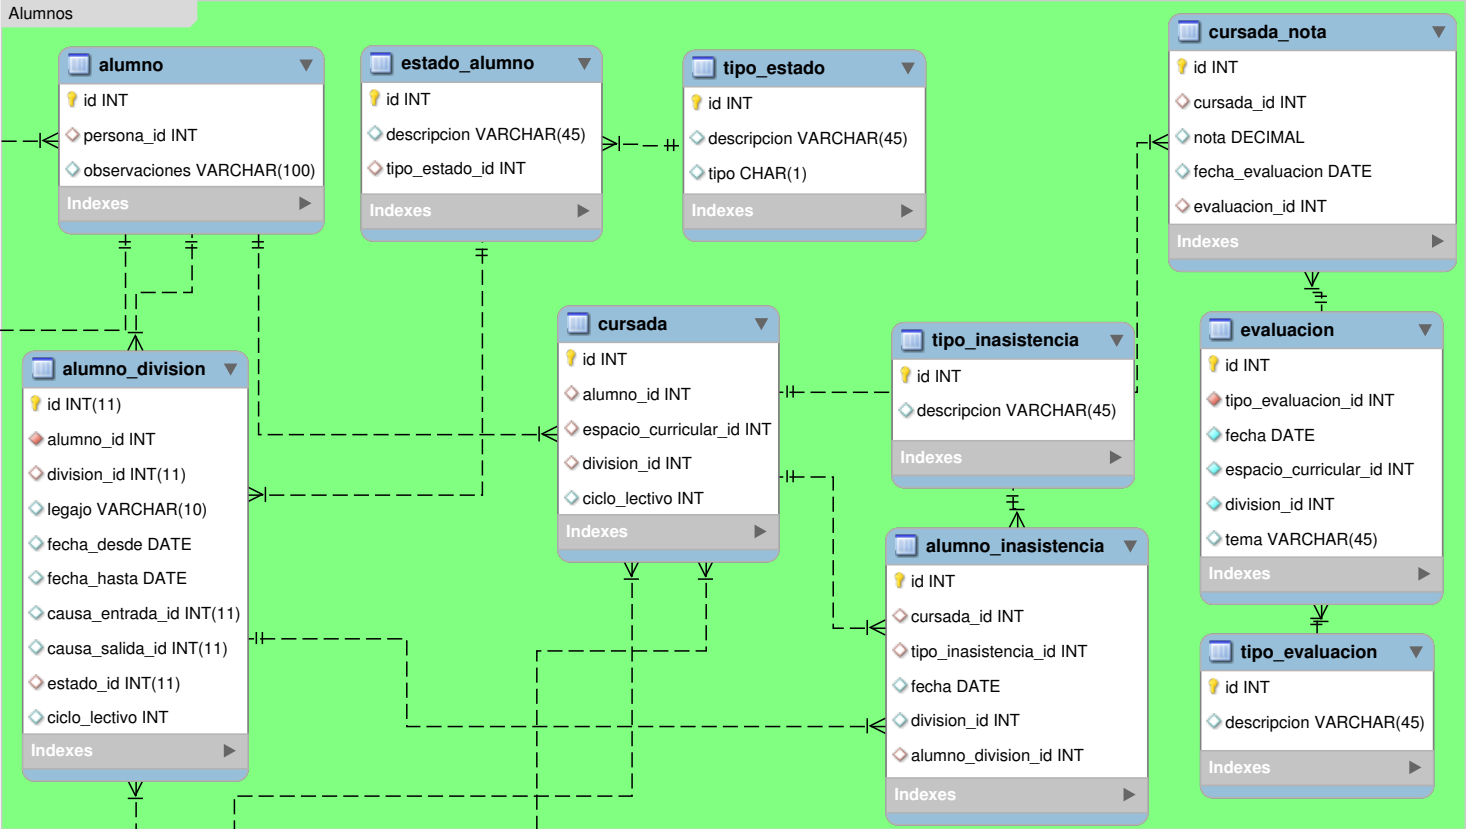 Alumnos
alumno
id INT
persona_id INT
observaciones VARCHAR(100)
Indexes
estado_alumno
id INT
descripcion VARCHAR(45)
tipo_estado_id INT
Indexes
tipo_estado
id INT
descripcion VARCHAR(45)
tipo CHAR(1)
Indexes
cursada_nota
id INT
cursada_id INT
nota DECIMAL
fecha_evaluacion DATE
evaluacion_id INT
Indexes
alumno_division
id INT(11)
alumno_id INT
division_id INT(11)
legajo VARCHAR(10)
fecha_desde DATE
fecha_hasta DATE
causa_entrada_id INT(11)
causa_salida_id INT(11)
estado_id INT(11)
ciclo_lectivo INT
Indexes
cursada
id INT
alumno_id INT
espacio_curricular_id INT
division_id INT
ciclo_lectivo INT
Indexes
tipo_inasistencia
id INT
descripcion VARCHAR(45)
Indexes
alumno_inasistencia
id INT
cursada_id INT
tipo_inasistencia_id INT
fecha DATE
division_id INT
alumno_division_id INT
Indexes
evaluacion
id INT
tipo_evaluacion_id INT
fecha DATE
espacio_curricular_id INT
division_id INT
tema VARCHAR(45)
Indexes
tipo_evaluacion
id INT
descripcion VARCHAR(45)
Indexes